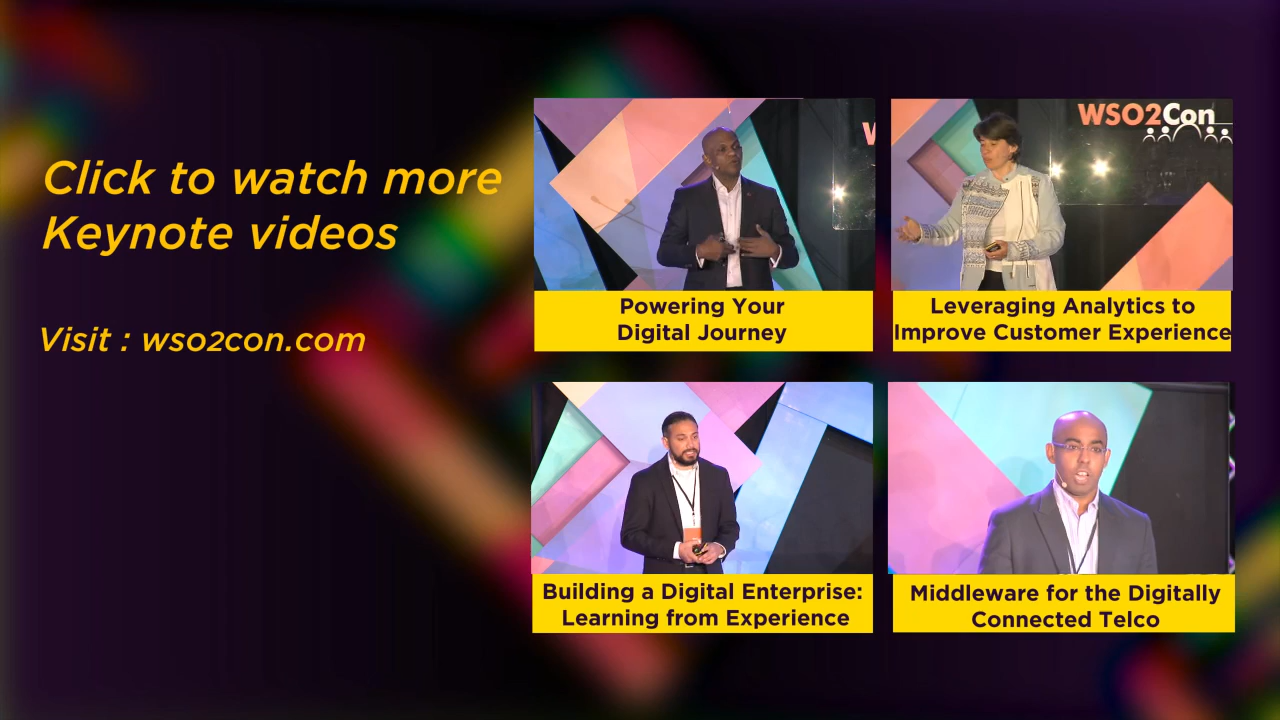 Click to watch more
Keynote videos
Visit : wso2con.com
W
WSO2Con
Powering Your
Digital Journey
Leveraging Analytics to
Improve Customer Experience
Building a Digital Enterprise:
Learning from Experience
Middleware for the Digitally
Connected Telco